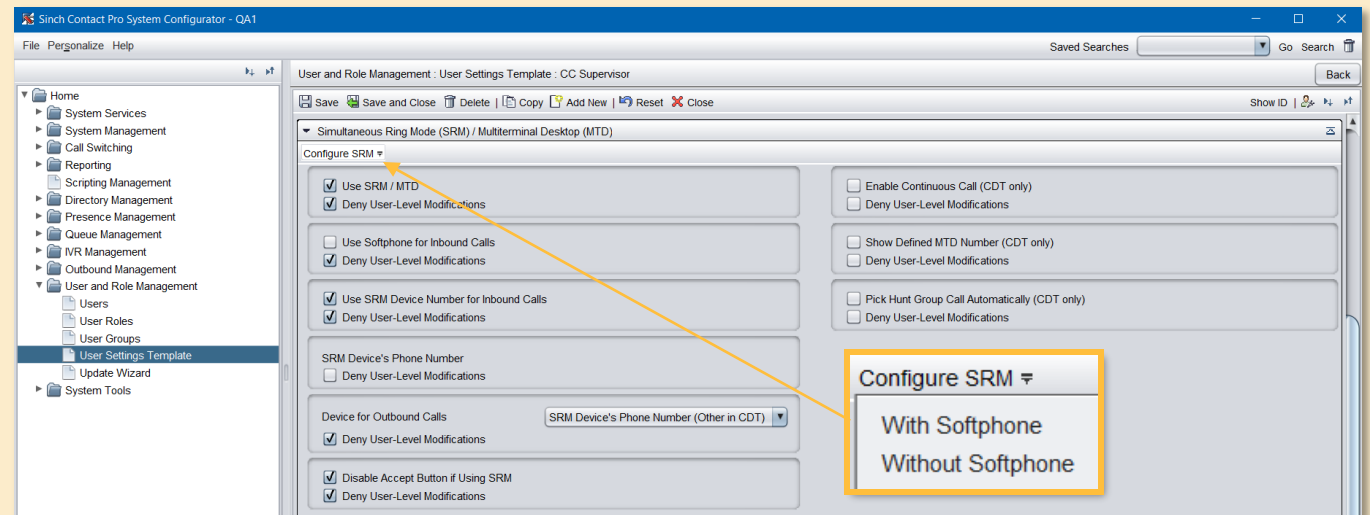 Sinch Contact Pro System Configurator - QA1
File Personalize Help
Saved Searches Go Search
User and Role Management : User Settings Template : CC Supervisor
Back
Home
System Services
System Management
Call Switching
Reporting
Scripting Management
Directory Management
Presence Management
Queue Management
IVR Management
Outbound Management
User and Role Management
Users
User Roles
User Groups
User Settings Template
Update Wizard
System Tools
Save Save and Close Delete | Copy Add New | Reset Close
Show ID |
Simultaneous Ring Mode (SRM) / Multiterminal Desktop (MTD)
Configure SRM
Use SRM / MTD
Deny User-Level Modifications
Use Softphone for Inbound Calls
Deny User-Level Modifications
Use SRM Device Number for Inbound Calls
Deny User-Level Modifications
SRM Device's Phone Number
Deny User-Level Modifications
Device for Outbound Calls SRM Device's Phone Number (Other in CDT)
Deny User-Level Modifications
Disable Accept Button if Using SRM
Deny User-Level Modifications
Enable Continuous Call (CDT only)
Deny User-Level Modifications
Show Defined MTD Number (CDT only)
Deny User-Level Modifications
Pick Hunt Group Call Automatically (CDT only)
Deny User-Level Modifications
Configure SRM
With Softphone
Without Softphone